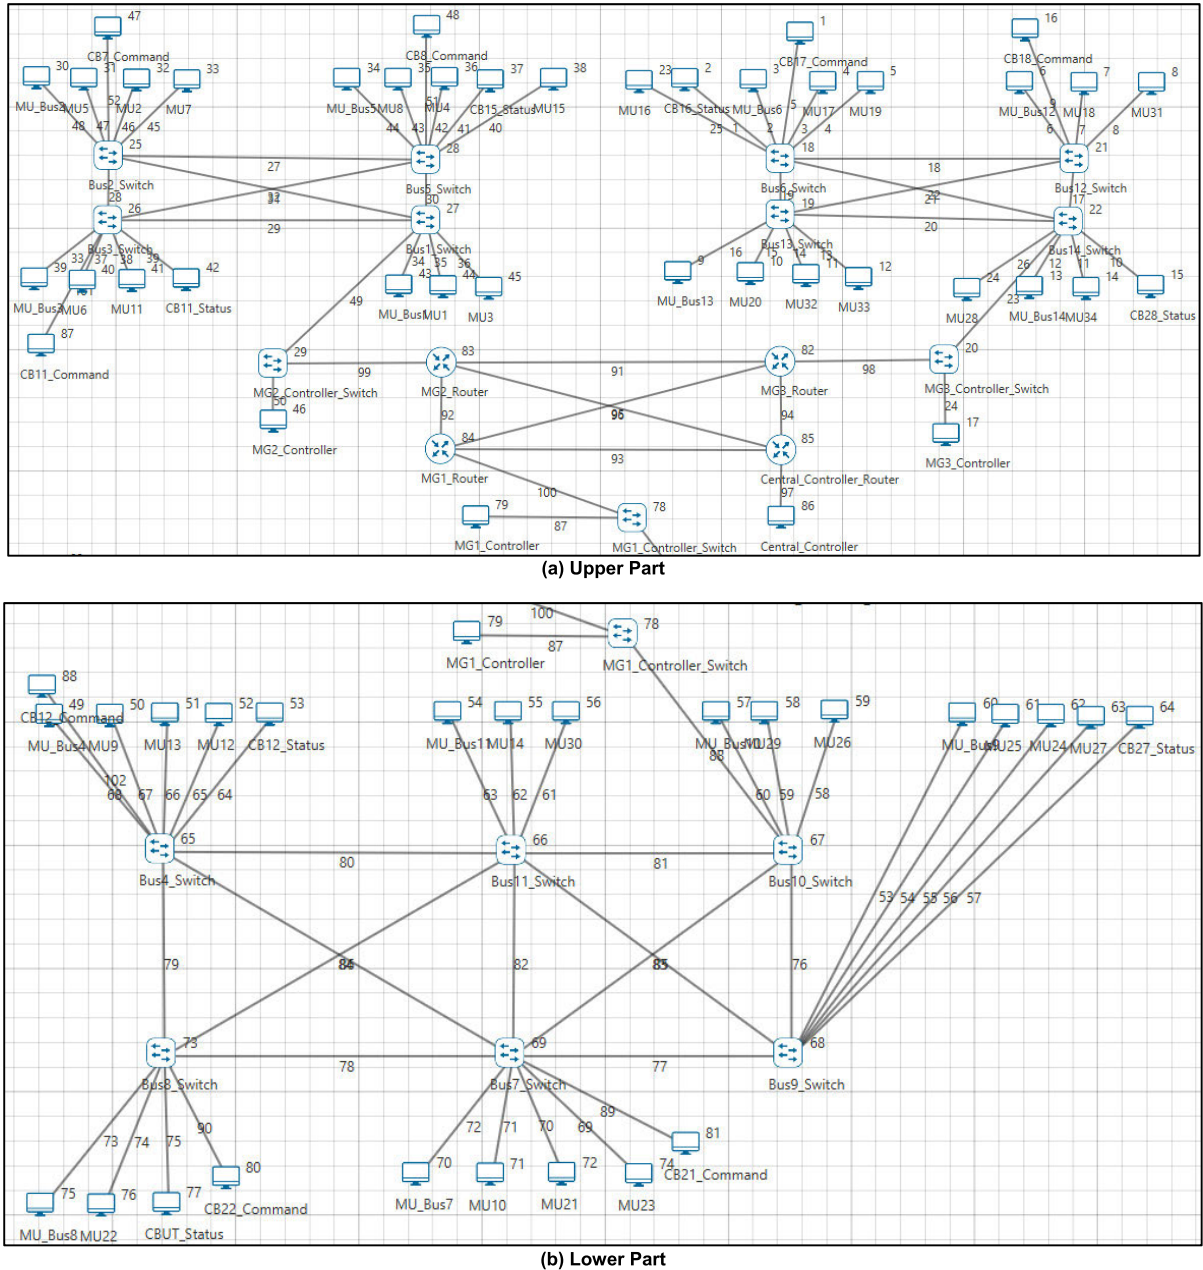 47
48
1
16
CB7_Command
CB8_Command
CB17_Command
CB18_Command
30
31
32
33
34
35
36
37
38
23
2
3
4
5
6
7
8
MU5
MU2
MU7
MU_Bus5
MU8
MU4
CB15_Status
MU15
MU16
CB16_Status
MU_Bus6
MU17
MU19
MU_Bus12
MU18
MU31
52
51
5
9
48
47
46
45
44
43
42
41
40
25
1
2
3
4
6
7
8
25
28
18
21
Bus2_Switch
27
Bus5_Switch
Bus6_Switch
18
Bus12_Switch
28
30
19
17
26
27
19
22
Bus3_Switch
29
Bus1_Switch
Bus13_Switch
20
Bus14_Switch
39
33
40
37
38
41
39
42
34
43
35
36
44
45
9
16
15
10
14
13
11
12
24
26
12
13
11
14
10
15
MU6
MU11
CB11_Status
MU1
MU3
MU_Bus13
MU20
MU32
MU33
MU28
MU_Bus14
MU34
CB28_Status
87
49
23
CB11_Command
29
83
82
20
99
91
98
MG2_Controller_Switch
MG2_Router
MG3_Router
MG3_Controller_Switch
50
46
92
94
24
17
MG2_Controller
84
85
MG3_Controller
93
MG1_Router
Central_Controller_Router
100
97
79
78
86
87
MG1_Controller
MG1_Controller_Switch
Central_Controller
(a) Upper Part
100
79
78
87
MG1_Controller
MG1_Controller_Switch
88
CB12_Command
49
50
51
52
53
54
55
56
57
58
59
60
61
62
63
64
MU_Bus4
MU9
MU13
MU12
CB12_Status
MU_Bus11
MU14
MU30
MU29
MU26
MU25
MU24
MU27
CB27_Status
88
102
68
67
66
65
64
63
62
61
60
59
58
65
66
67
80
81
Bus4_Switch
Bus11_Switch
Bus10_Switch
53
54
55
56
57
79
82
76
73
69
68
78
77
Bus8_Switch
Bus7_Switch
Bus9_Switch
73
74
75
90
72
71
70
69
89
81
75
76
77
80
70
71
72
74
CB21_Command
MU_Bus7
MU10
MU21
MU23
CB22_Command
MU_Bus8
MU22
CBUT_Status
(b) Lower Part